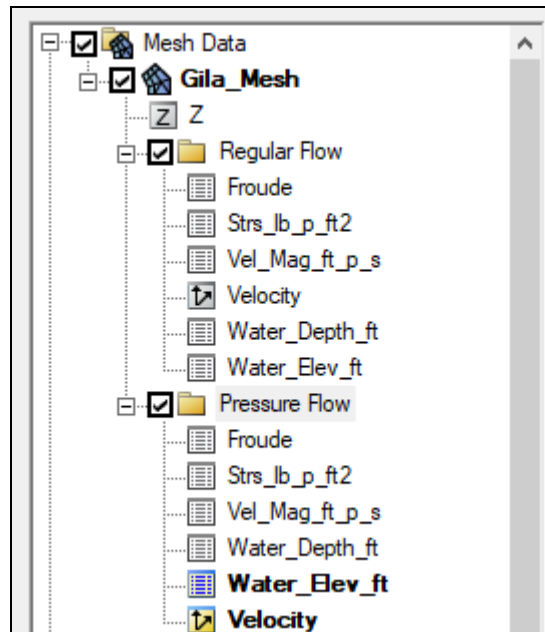 Mesh Data
Gila_Mesh
Z Z
Regular Flow
Froude
Strs_lb_p_ft2
Vel_Mag_ft_p_s
Velocity
Water_Depth_ft
Water_Elev_ft
Pressure Flow
Froude
Strs_lb_p_ft2
Vel_Mag_ft_p_s
Water_Depth_ft
Water_Elev_ft
Velocity